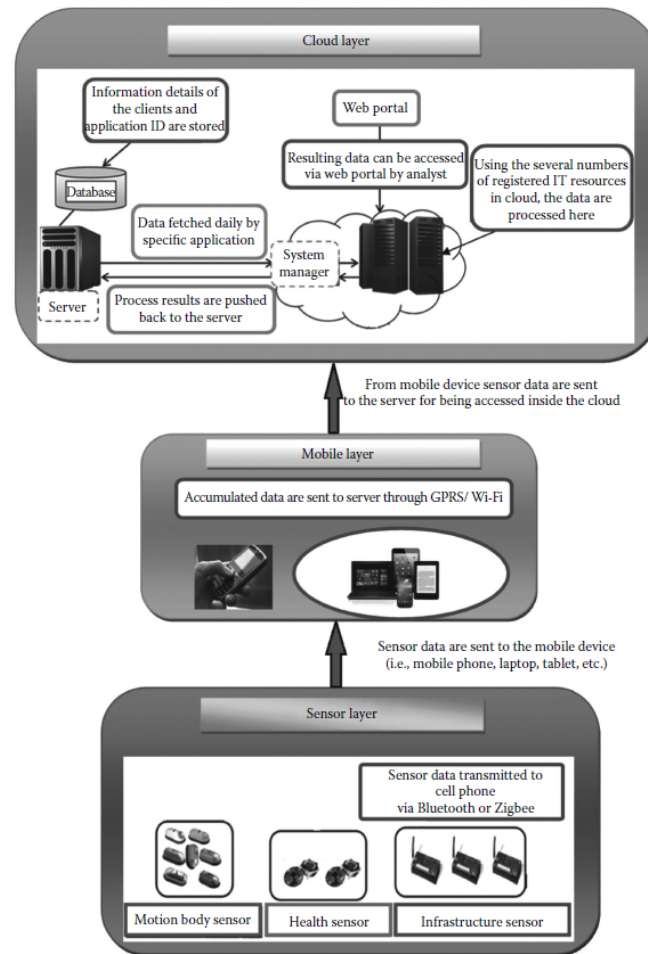 Cloud layer
Information details of
the clients and
application ID are stored
Database
Server
Data fetched daily by
specific application
Process results are pushed
back to the server
System
manager
Web portal
Resulting data can be accessed
via web portal by analyst
Using the several numbers
of registered IT resources
in cloud, the data are
processed here
From mobile device sensor data are sent
to the server for being accessed inside the cloud
Mobile layer
Accumulated data are sent to server through GPRS/ Wi-Fi
Sensor data are sent to the mobile device
(i.e., mobile phone, laptop, tablet, etc.)
Sensor layer
Sensor data transmitted to
cell phone
via Bluetooth or Zigbee
Motion body sensor
Health sensor
Infrastructure sensor